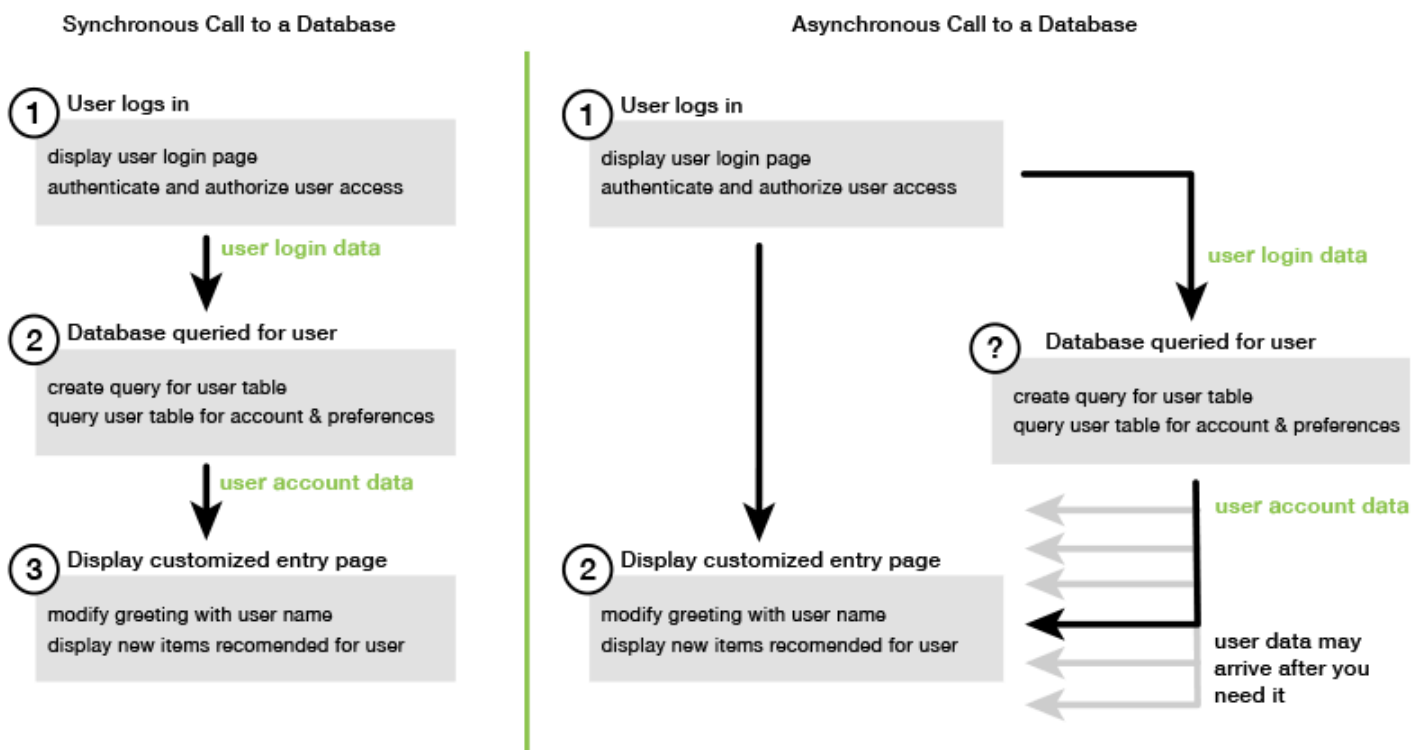 Synchronous Call to a Database
1
User logs in
display user login page
authenticate and authorize user access
user login data
2
Database queried for user
create query for user table
query user table for account & preferences
user account data
3
Display customized entry page
modify greeting with user name
display new items recomended for user
Asynchronous Call to a Database
1
User logs in
display user login page
authenticate and authorize user access
user login data
?
Database queried for user
create query for user table
query user table for account & preferences
user account data
2
Display customized entry page
modify greeting with user name
display new items recomended for user
user data may
arrive after you
need it